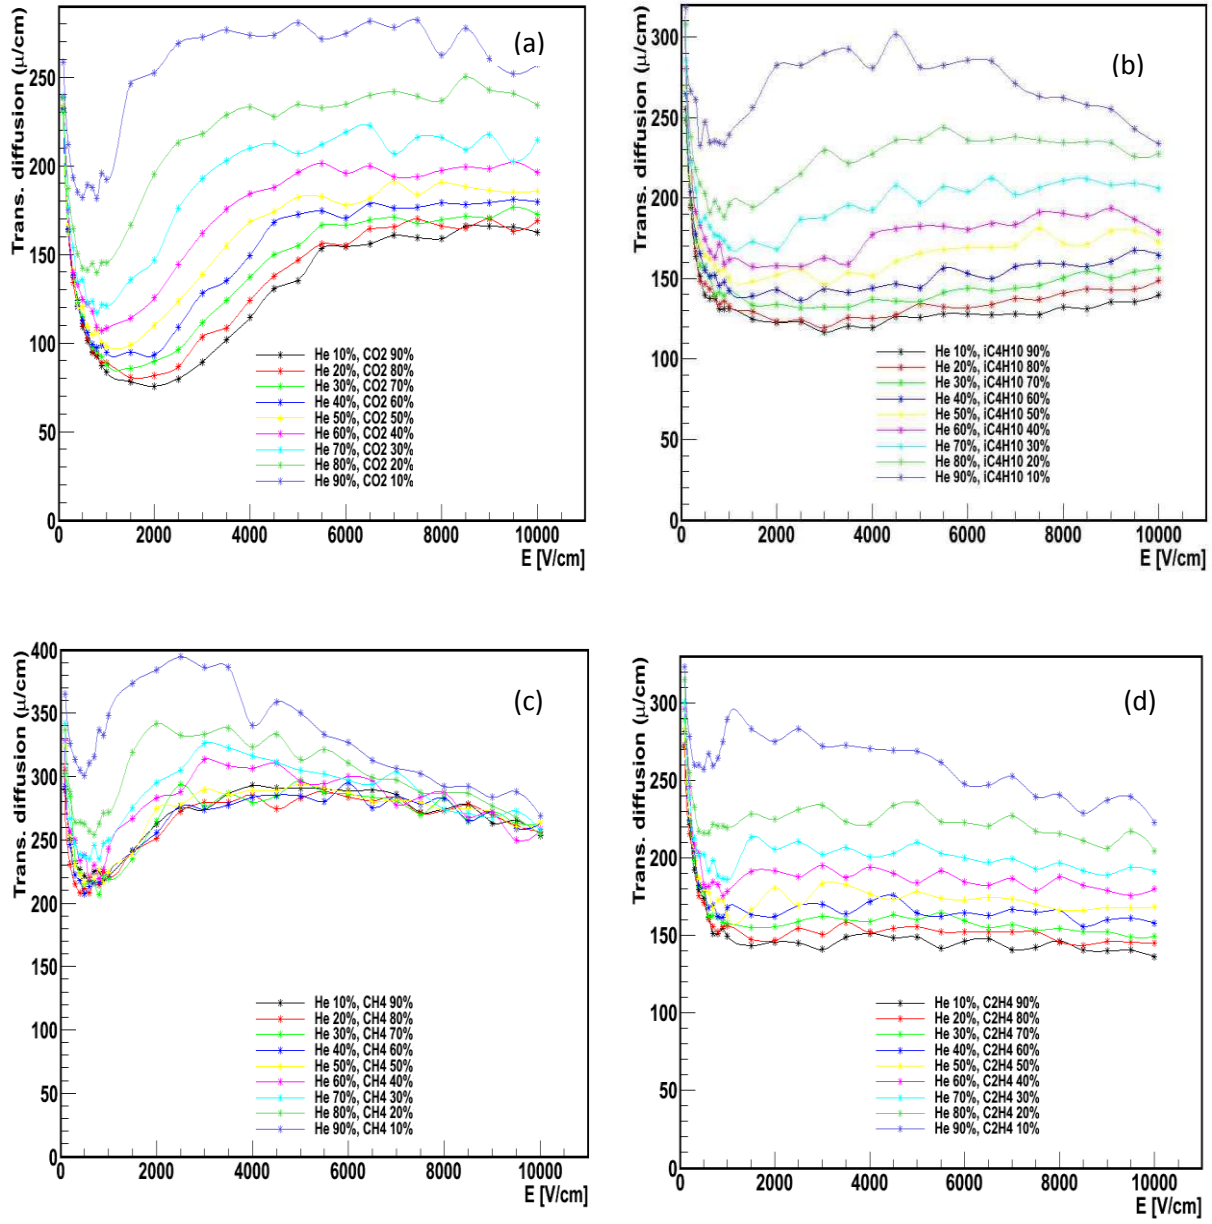 Trans. diffusion (μ/cm)
(a)
250
200
150
100
50
0
He 10%, CO2 90%
He 20%, CO2 80%
He 30%, CO2 70%
He 40%, CO2 60%
He 50%, CO2 50%
He 60%, CO2 40%
He 70%, CO2 30%
He 80%, CO2 20%
He 90%, CO2 10%
0 2000 4000 6000 8000 10000
E [V/cm]
Trans. diffusion (μ/cm)
(b)
300
250
200
150
100
50
0
He 10%, iC4H10 90%
He 20%, iC4H10 80%
He 30%, iC4H10 70%
He 40%, iC4H10 60%
He 50%, iC4H10 50%
He 60%, iC4H10 40%
He 70%, iC4H10 30%
He 80%, iC4H10 20%
He 90%, iC4H10 10%
0 2000 4000 6000 8000 10000
E [V/cm]
Trans. diffusion (μ/cm)
(c)
400
350
300
250
200
150
100
50
0
He 10%, CH4 90%
He 20%, CH4 80%
He 30%, CH4 70%
He 40%, CH4 60%
He 50%, CH4 50%
He 60%, CH4 40%
He 70%, CH4 30%
He 80%, CH4 20%
He 90%, CH4 10%
0 2000 4000 6000 8000 10000
E [V/cm]
Trans. diffusion (μ/cm)
(d)
300
250
200
150
100
50
0
He 10%, C2H4 90%
He 20%, C2H4 80%
He 30%, C2H4 70%
He 40%, C2H4 60%
He 50%, C2H4 50%
He 60%, C2H4 40%
He 70%, C2H4 30%
He 80%, C2H4 20%
He 90%, C2H4 10%
0 2000 4000 6000 8000 10000
E [V/cm]